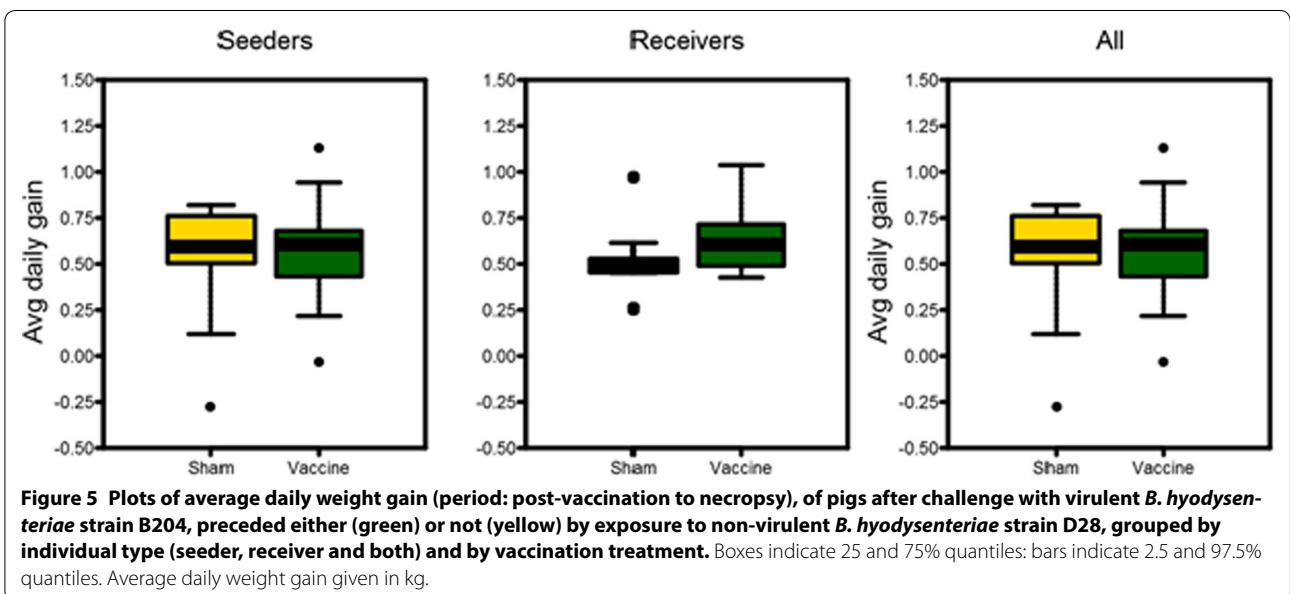 Seeders
Receivers
All
Avg daily gain
1.50
1.25
1.00
0.75
0.50
0.25
0.00
-0.25
-0.50
Sham
Vaccine
1.50
1.25
1.00
0.75
0.50
0.25
0.00
-0.25
-0.50
Sham
Vaccine
Avg daily gain
1.50
1.25
1.00
0.75
0.50
0.25
0.00
-0.25
-0.50
Sham
Vaccine
Figure 5 Plots of average daily weight gain (period: post-vaccination to necropsy), of pigs after challenge with virulent B. hyodysen-
teriae strain B204, preceded either (green) or not (yellow) by exposure to non-virulent B. hyodysenteriae strain D28, grouped by
individual type (seeder, receiver and both) and by vaccination treatment. Boxes indicate 25 and 75% quantiles: bars indicate 2.5 and 97.5%
quantiles. Average daily weight gain given in kg.